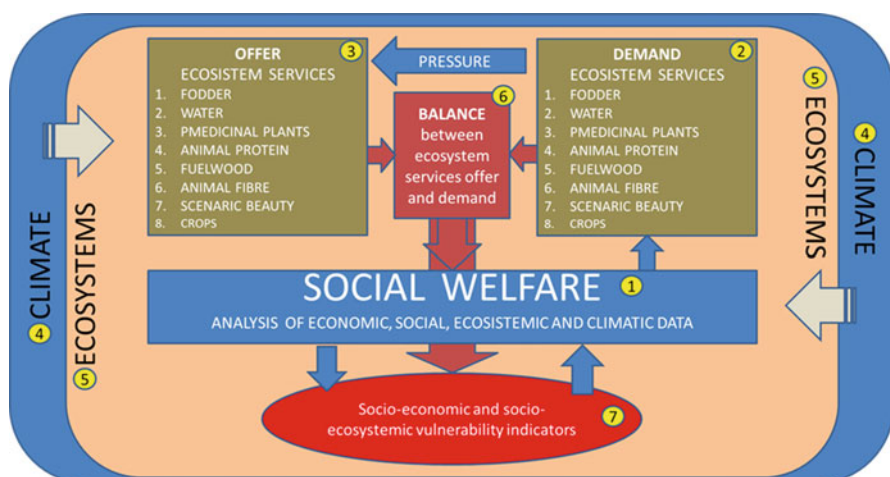 OFFER
3
ECOSISTEM SERVICES
1. FODDER
2. WATER
3. PMEDICINAL PLANTS
4. ANIMAL PROTEIN
5. FUELWOOD
6. ANIMAL FIBRE
7. SCENARIC BEAUTY
8. CROPS
PRESSURE
DEMAND
2
ECOSISTEM SERVICES
1. FODDER
2. WATER
3. PMEDICINAL PLANTS
4. ANIMAL PROTEIN
5. FUELWOOD
6. ANIMAL FIBRE
7. SCENARIC BEAUTY
8. CROPS
6
BALANCE
between
ecosystem
services offer
and demand
4 CLIMATE
5 ECOSYSTEMS
5 ECOSYSTEMS
4 CLIMATE
SOCIAL WELFARE 1
ANALYSIS OF ECONOMIC, SOCIAL, ECOSISTEMIC AND CLIMATIC DATA
Socio-economic and socio-
ecosystemic vulnerability indicators
7